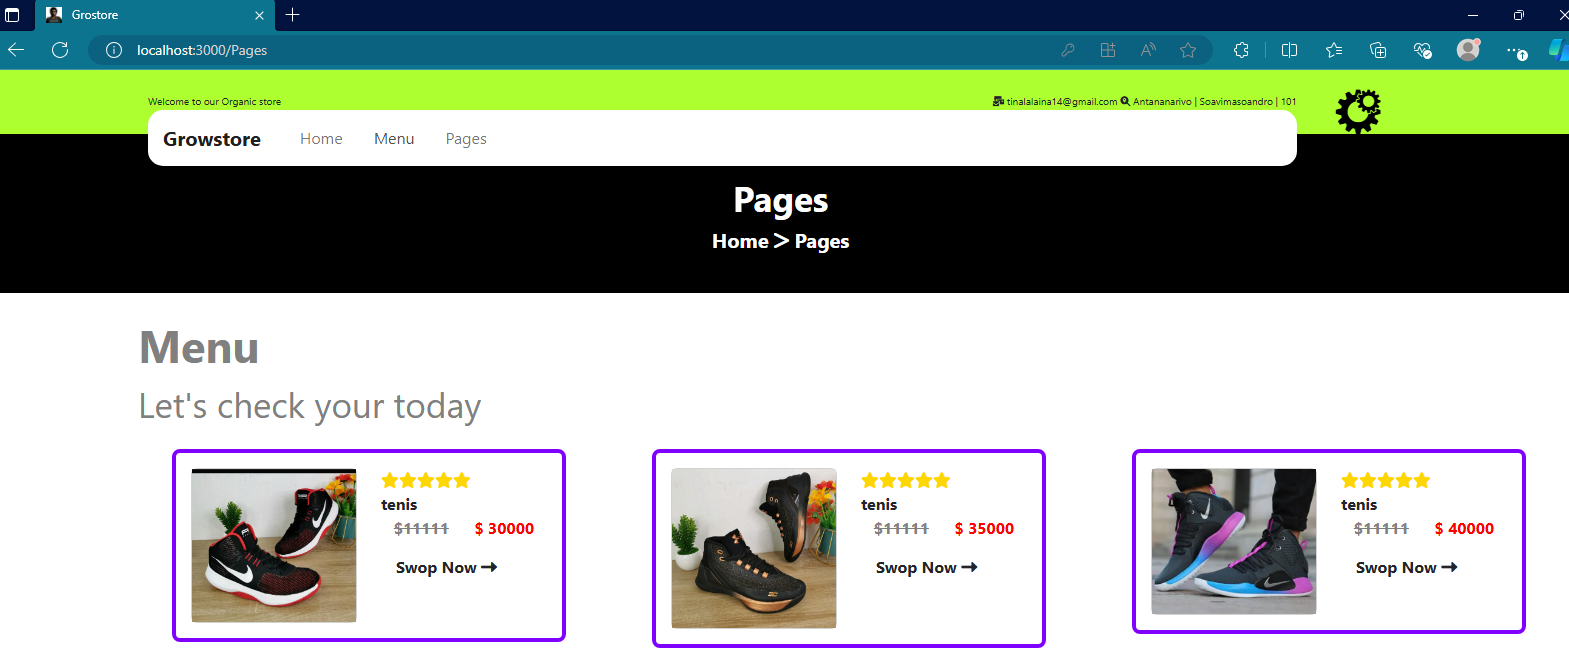 Grostore
localhost:3000/Pages
Welcome to our Organic store
tinalalaina14@gmail.com Antananarivo | Soavimasoandro | 101
Growstore Home Menu Pages
Pages
Home > Pages
Menu
Let's check your today
tenis
$11111 $ 30000
Swop Now →
tenis
$11111 $ 35000
Swop Now →
tenis
$11111 $ 40000
Swop Now →